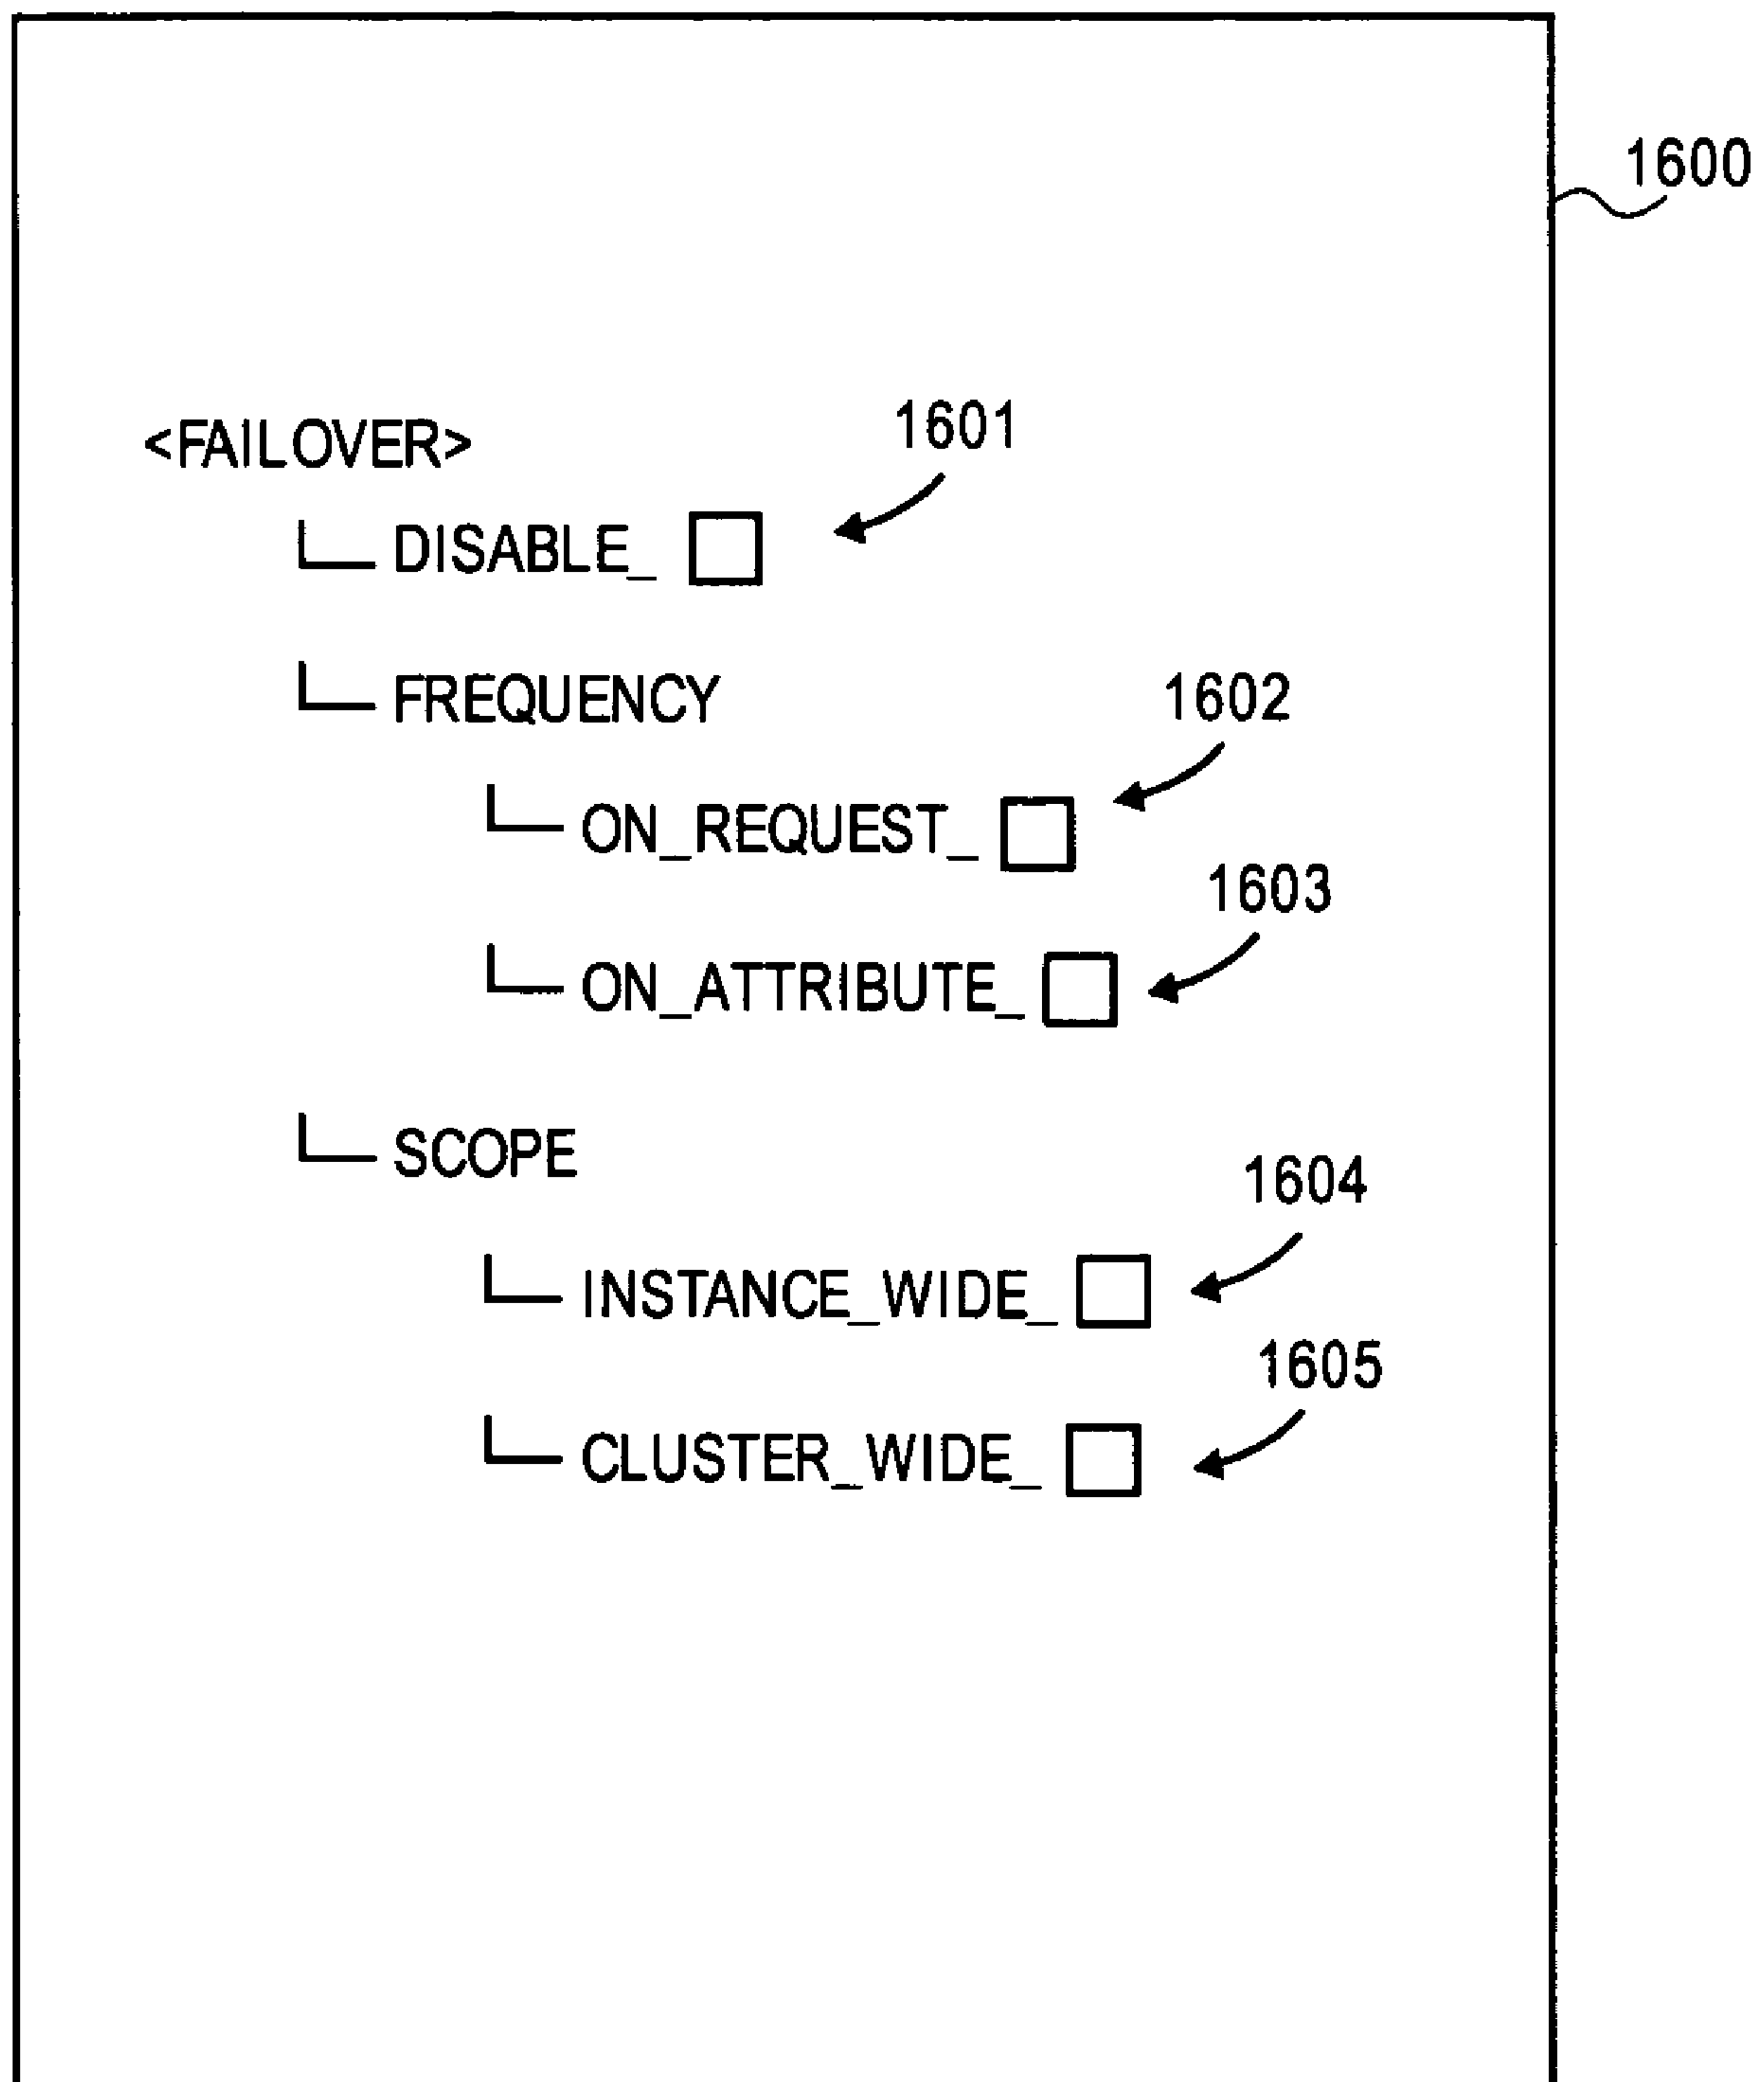 1600
<FAILOVER>
1601
DISABLE_
FREQUENCY
1602
ON_REQUEST_
1603
ON_ATTRIBUTE_
SCOPE
1604
INSTANCE_WIDE_
1605
CLUSTER_WIDE_